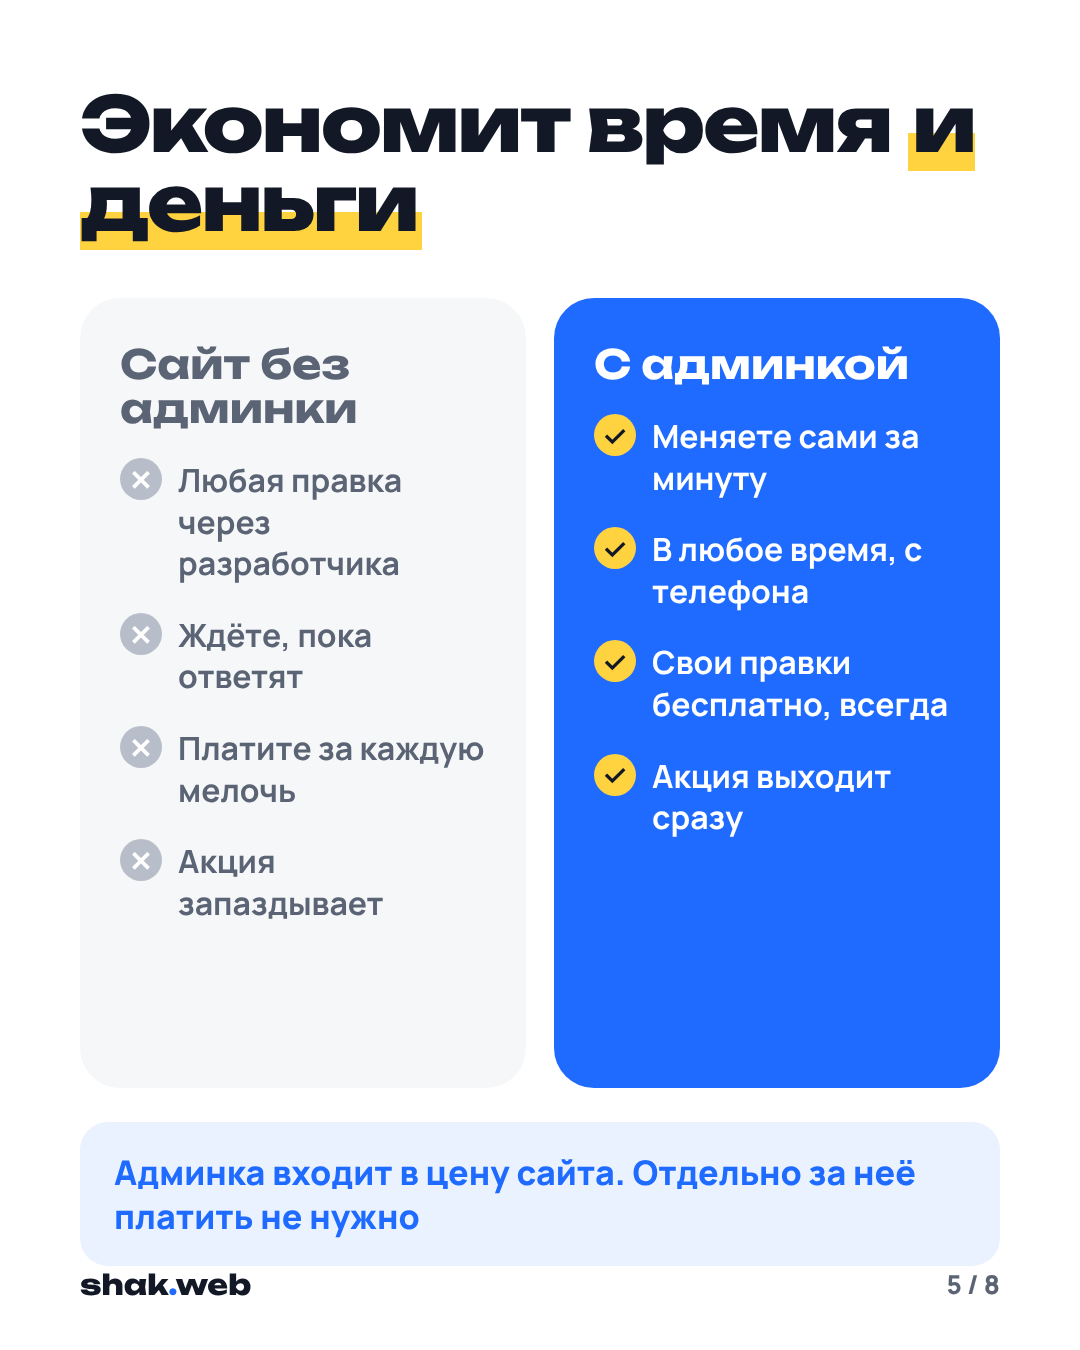 Экономит время и
деньги
Сайт без
админки
Любая правка
через
разработчика
Ждёте, пока
ответят
Платите за каждую
мелочь
Акция
запаздывает
С админкой
Меняете сами за
минуту
В любое время, с
телефона
Свои правки
бесплатно, всегда
Акция выходит
сразу
Админка входит в цену сайта. Отдельно за неё
платить не нужно
shak.web
5 / 8